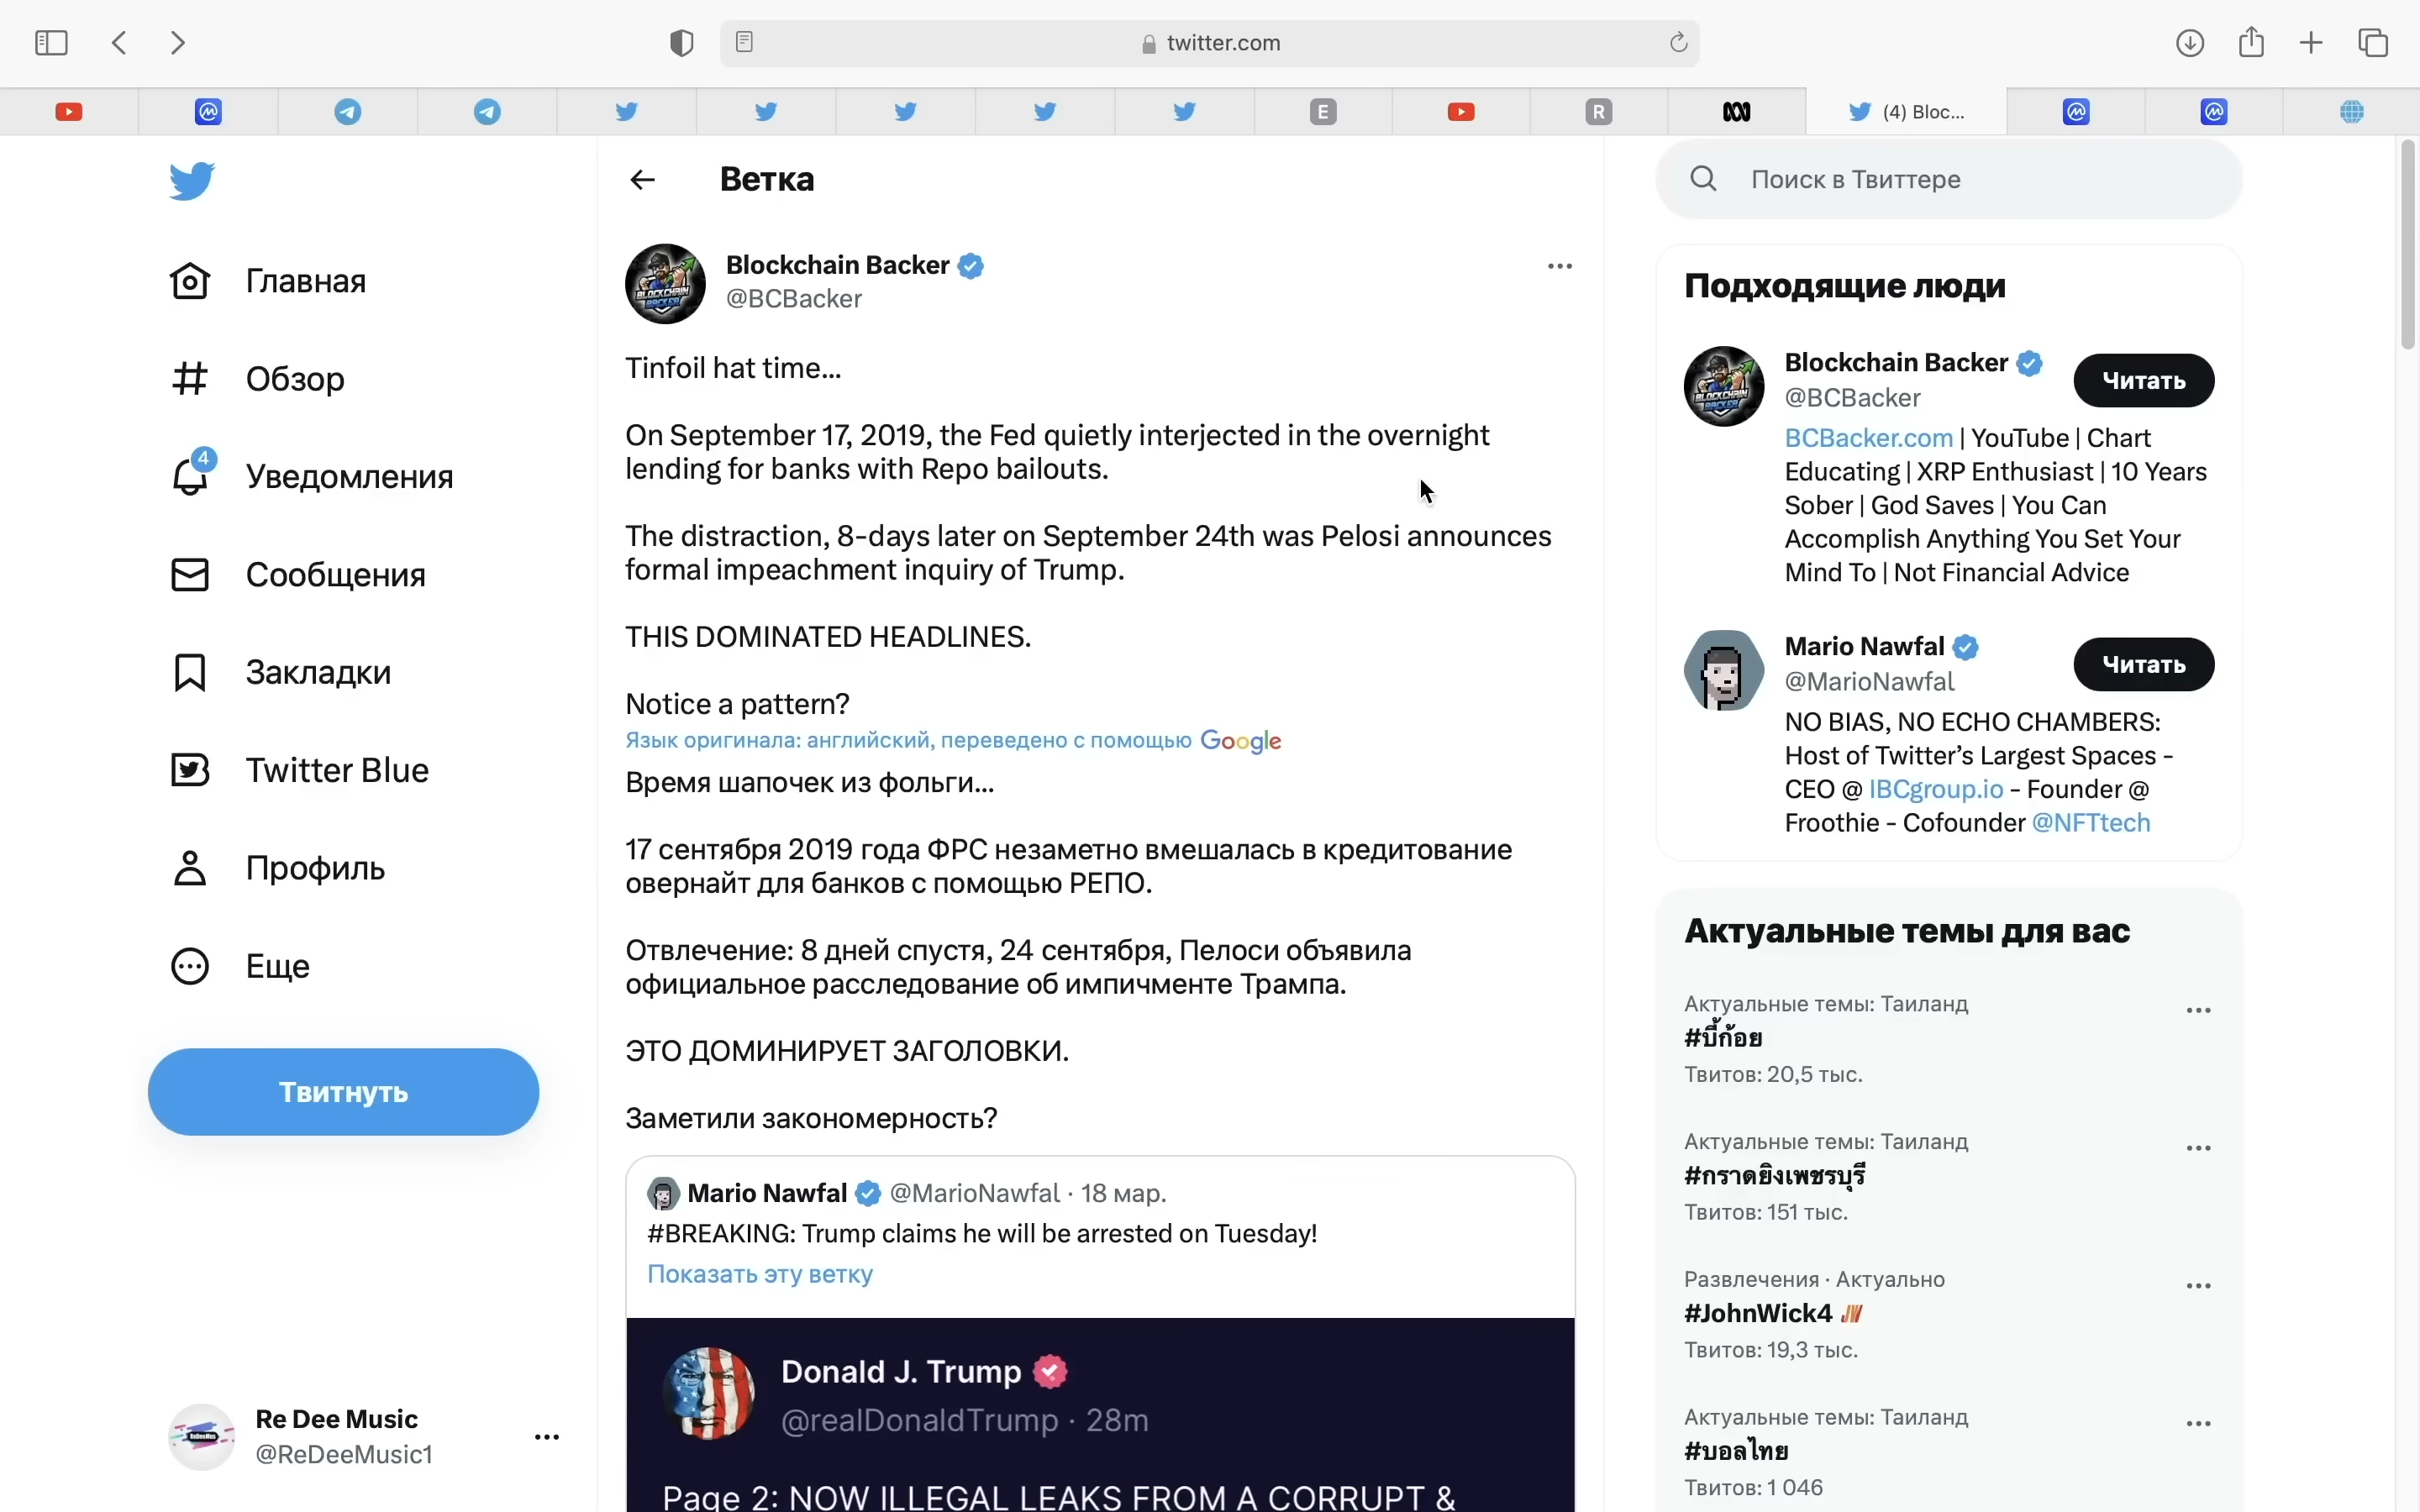 twitter.com
E
R
(4) Bloc...
Главная
Обзор
4
Уведомления
Сообщения
Закладки
Twitter Blue
Профиль
Еще
Твитнуть
Re Dee Music
@ReDeeMusic1
Ветка
Blockchain Backer
@BCBacker
Tinfoil hat time...
On September 17, 2019, the Fed quietly interjected in the overnight
lending for banks with Repo bailouts.
The distraction, 8-days later on September 24th was Pelosi announces
formal impeachment inquiry of Trump.
THIS DOMINATED HEADLINES.
Notice a pattern?
Язык оригинала: английский, переведено с помощью Google
Время шапочек из фольги...
17 сентября 2019 года ФРС незаметно вмешалась в кредитование
овернайт для банков с помощью РЕПО.
Отвлечение: 8 дней спустя, 24 сентября, Пелоси объявила
официальное расследование об импичменте Трампа.
ЭТО ДОМИНИРУЕТ ЗАГОЛОВКИ.
Заметили закономерность?
Mario Nawfal @MarioNawfal · 18 мар.
#BREAKING: Trump claims he will be arrested on Tuesday!
Показать эту ветку
Donald J. Trump
@realDonaldTrump · 28m
Page 2: NOW ILLEGAL LEAKS FROM A CORRUPT &
Поиск в Твиттере
Подходящие люди
Blockchain Backer
@BCBacker
Читать
BCBacker.com | YouTube | Chart
Educating | XRP Enthusiast | 10 Years
Sober | God Saves | You Can
Accomplish Anything You Set Your
Mind To | Not Financial Advice
Mario Nawfal
@MarioNawfal
Читать
NO BIAS, NO ECHO CHAMBERS:
Host of Twitter’s Largest Spaces -
CEO @ IBCgroup.io - Founder @
Froothie - Cofounder @NFTtech
Актуальные темы для вас
Актуальные темы: Таиланд
#บี้ก้อย
Твитов: 20,5 тыс.
Актуальные темы: Таиланд
#กราดยิงเพชรบุรี
Твитов: 151 тыс.
Развлечения · Актуально
#JohnWick4
Твитов: 19,3 тыс.
Актуальные темы: Таиланд
#บอลไทย
Твитов: 1 046